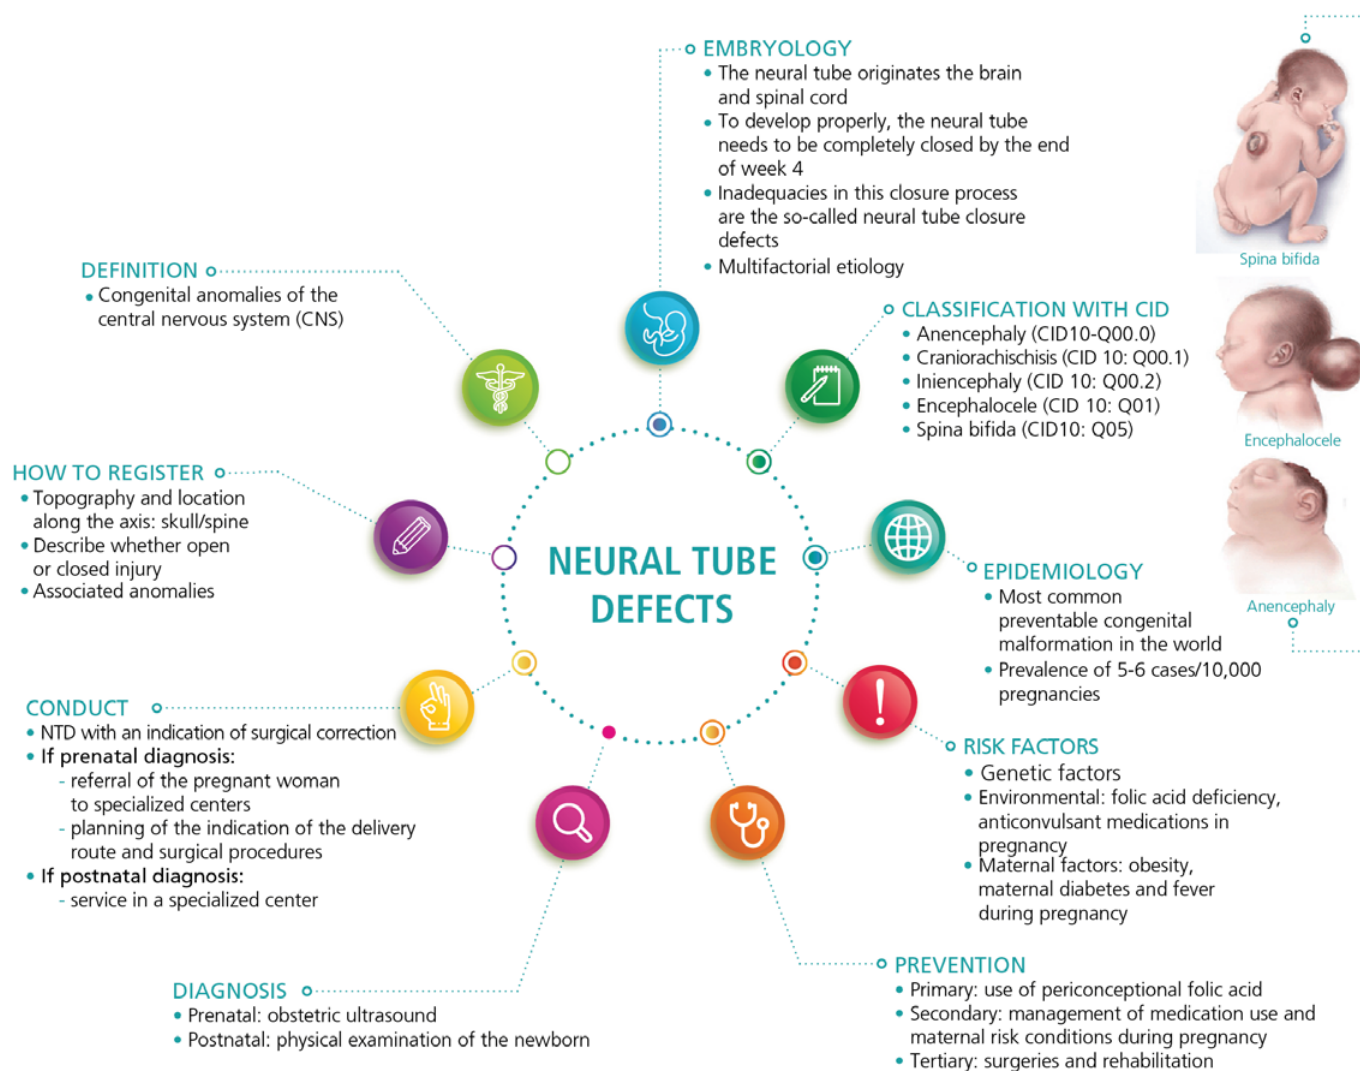 EMBRYOLOGY
• The neural tube originates the brain
and spinal cord
• To develop properly, the neural tube
needs to be completely closed by the end
of week 4
• Inadequacies in this closure process
are the so-called neural tube closure
defects
• Multifactorial etiology
Spina bifida
DEFINITION
• Congenital anomalies of the
central nervous system (CNS)
CLASSIFICATION WITH CID
• Anencephaly (CID10-Q00.0)
• Craniorachischisis (CID 10: Q00.1)
• Iniencephaly (CID 10: Q00.2)
• Encephalocele (CID 10: Q01)
• Spina bifida (CID10: Q05)
Encephalocele
HOW TO REGISTER
• Topography and location
along the axis: skull/spine
• Describe whether open
or closed injury
• Associated anomalies
NEURAL TUBE
DEFECTS
EPIDEMIOLOGY
• Most common
preventable congenital
malformation in the world
• Prevalence of 5-6 cases/10,000
pregnancies
Anencephaly
CONDUCT
• NTD with an indication of surgical correction
• If prenatal diagnosis:
- referral of the pregnant woman
to specialized centers
- planning of the indication of the delivery
route and surgical procedures
• If postnatal diagnosis:
- service in a specialized center
RISK FACTORS
• Genetic factors
• Environmental: folic acid deficiency,
anticonvulsant medications in
pregnancy
• Maternal factors: obesity,
maternal diabetes and fever
during pregnancy
DIAGNOSIS
• Prenatal: obstetric ultrasound
• Postnatal: physical examination of the newborn
PREVENTION
• Primary: use of periconceptional folic acid
• Secondary: management of medication use and
maternal risk conditions during pregnancy
• Tertiary: surgeries and rehabilitation